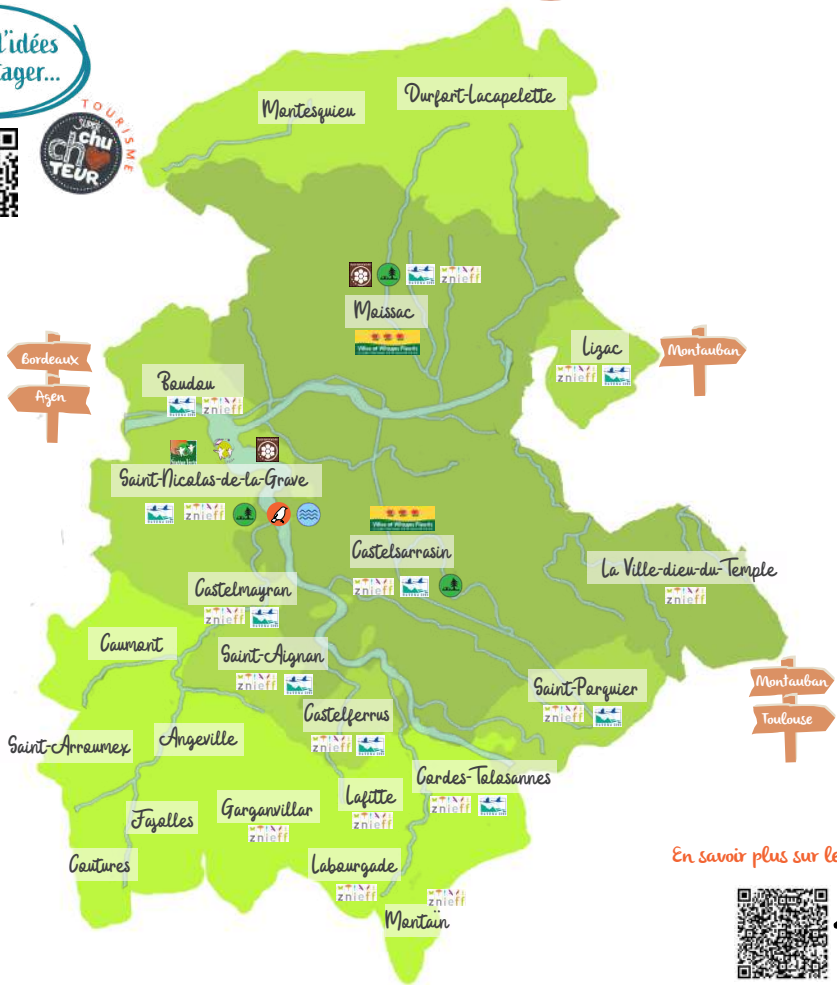 l'idées
tager...
TOURISME
chu
ch
TEUR
Montesquieu
Durfort-Lacapelette
Moissac
Villes et Villages Fleuris
Lizac
znieff
Montauban
Bordeaux
Agen
Boudou
znieff
Saint-Nicolas-de-la-Grave
znieff
Villes et Villages Fleuris
Castelsarrasin
znieff
La Ville-dieu-du-Temple
znieff
Castelmayran
znieff
Caumont
Saint-Aignan
znieff
Saint-Porquier
znieff
Montauban
Toulouse
Castelferrus
znieff
Saint-Arroumex
Angeville
Cordes-Tolosannes
znieff
Lafitte
znieff
Garganvillar
znieff
Fajolles
Coutures
Labourgade
znieff
znieff
Montaïn
En savoir plus sur le